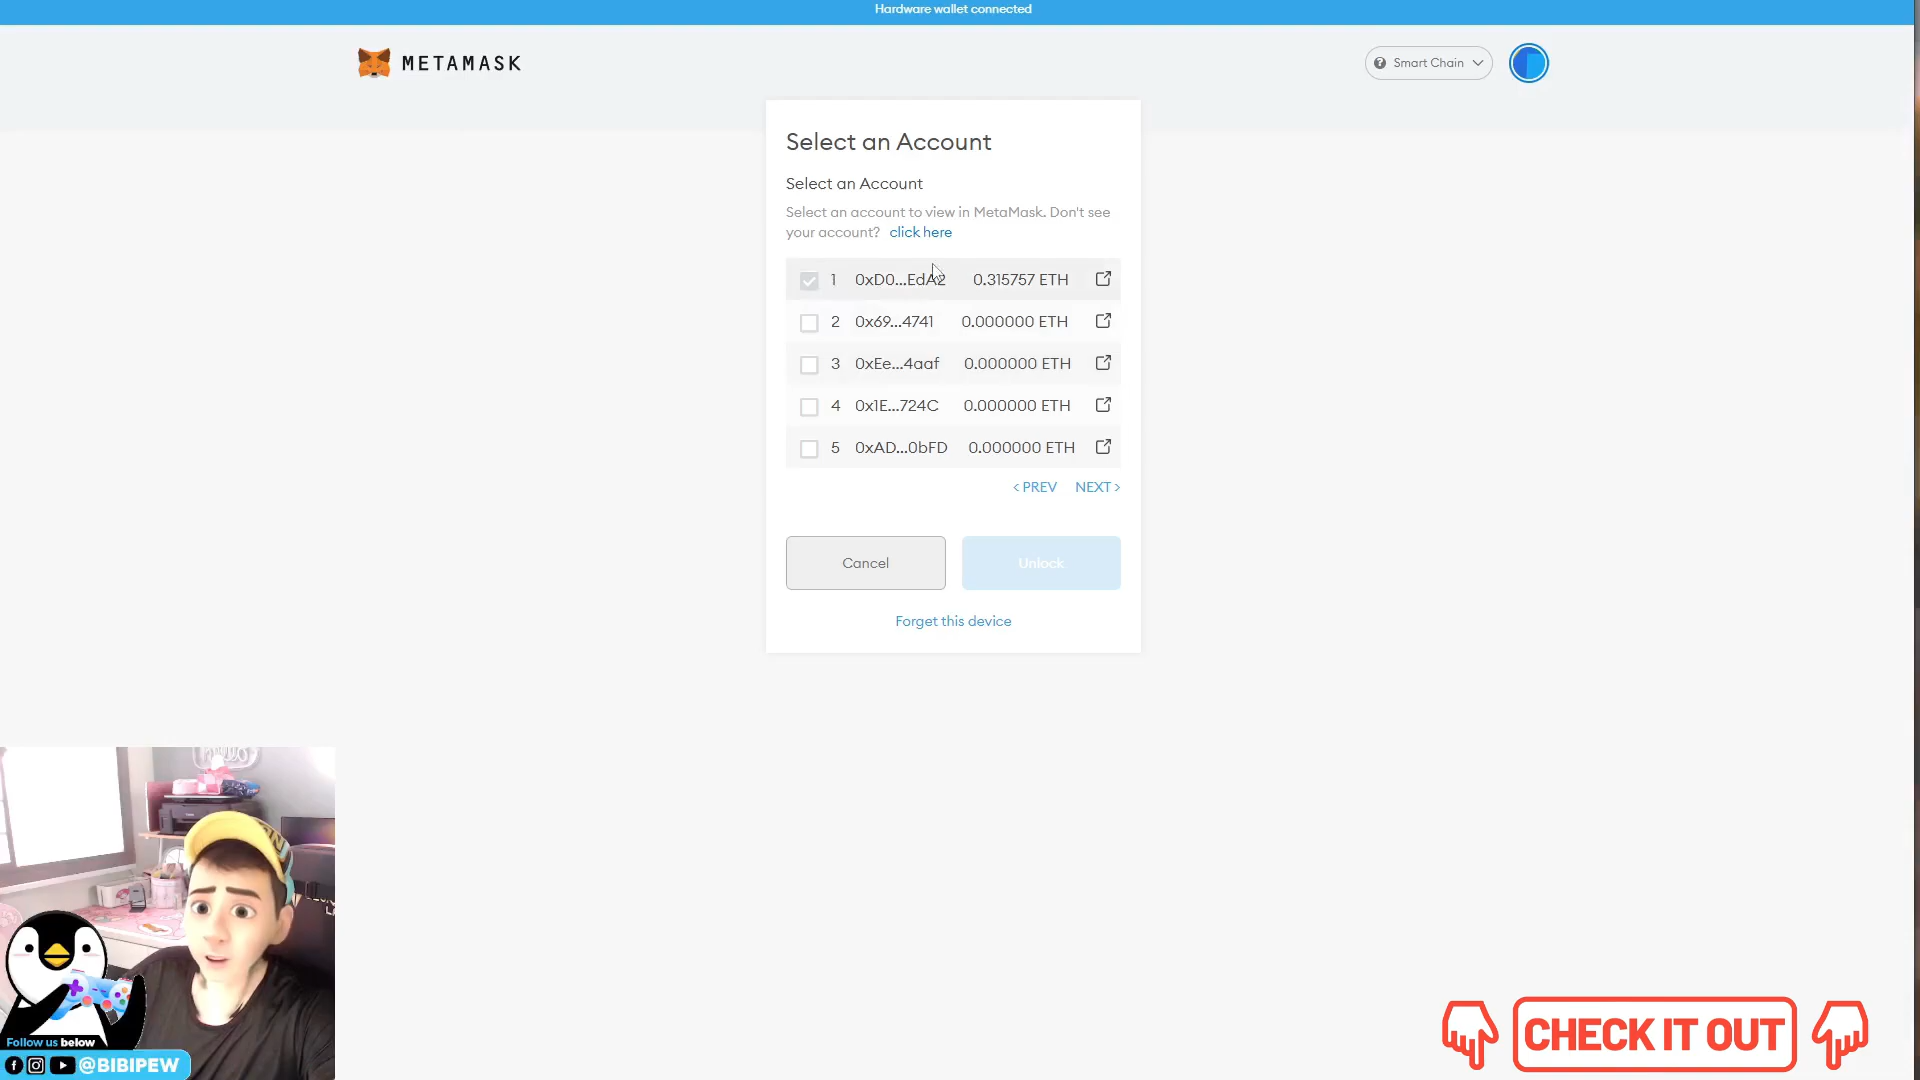 Hardware wallet connected
METAMASK
Smart Chain
Select an Account
Select an Account
Select an account to view in MetaMask. Don't see
your account? click here
1 0xD0...EdA2 0.315757 ETH
2 0x69...4741 0.000000 ETH
3 0xEe...4aaf 0.000000 ETH
4 0x1E...724C 0.000000 ETH
5 0xAD...0bFD 0.000000 ETH
< PREV NEXT >
Cancel Unlock
Forget this device
hello
Follow us below
@BIBIPEW
CHECK IT OUT